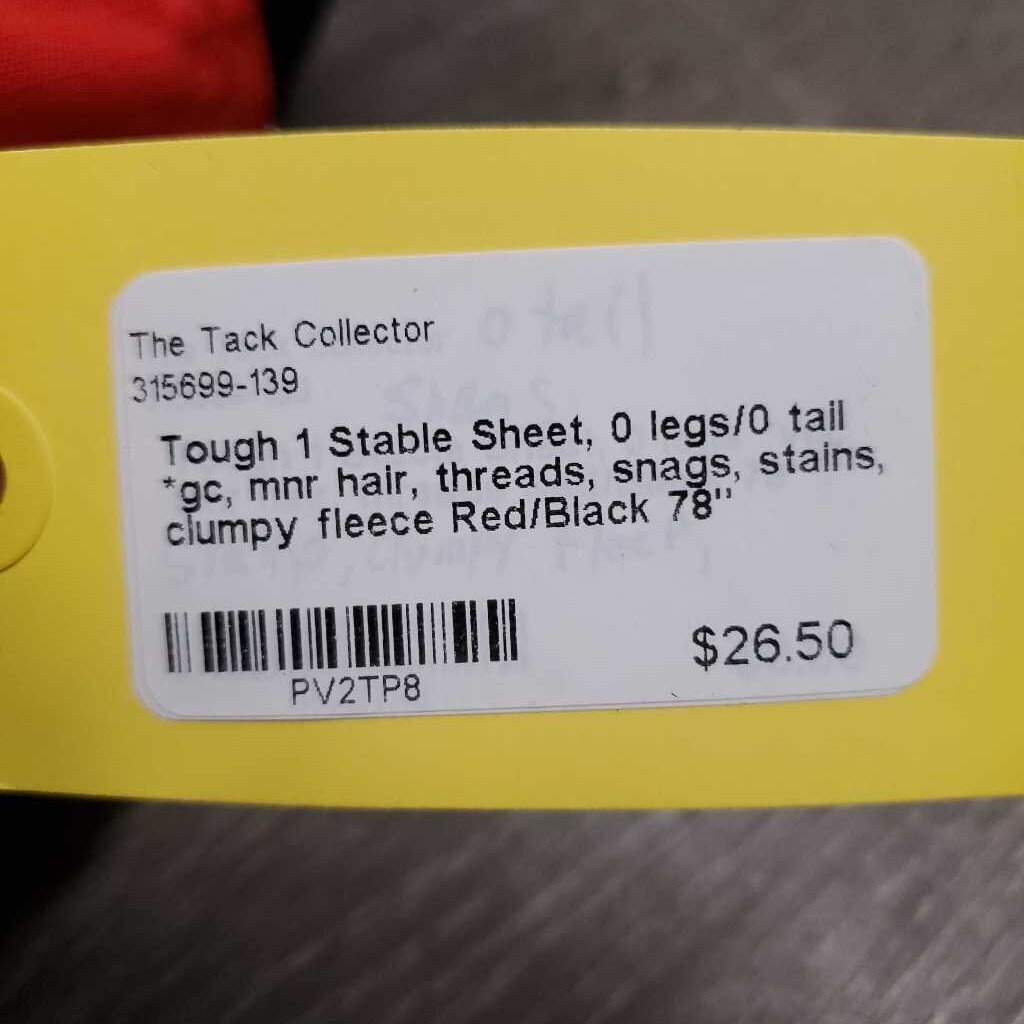 The Tack Collector
315699-139
Tough 1 Stable Sheet, 0 legs/0 tail
*gc, mnr hair, threads, snags, stains,
clumpy fleece Red/Black 78"
PV2TP8
$26.50